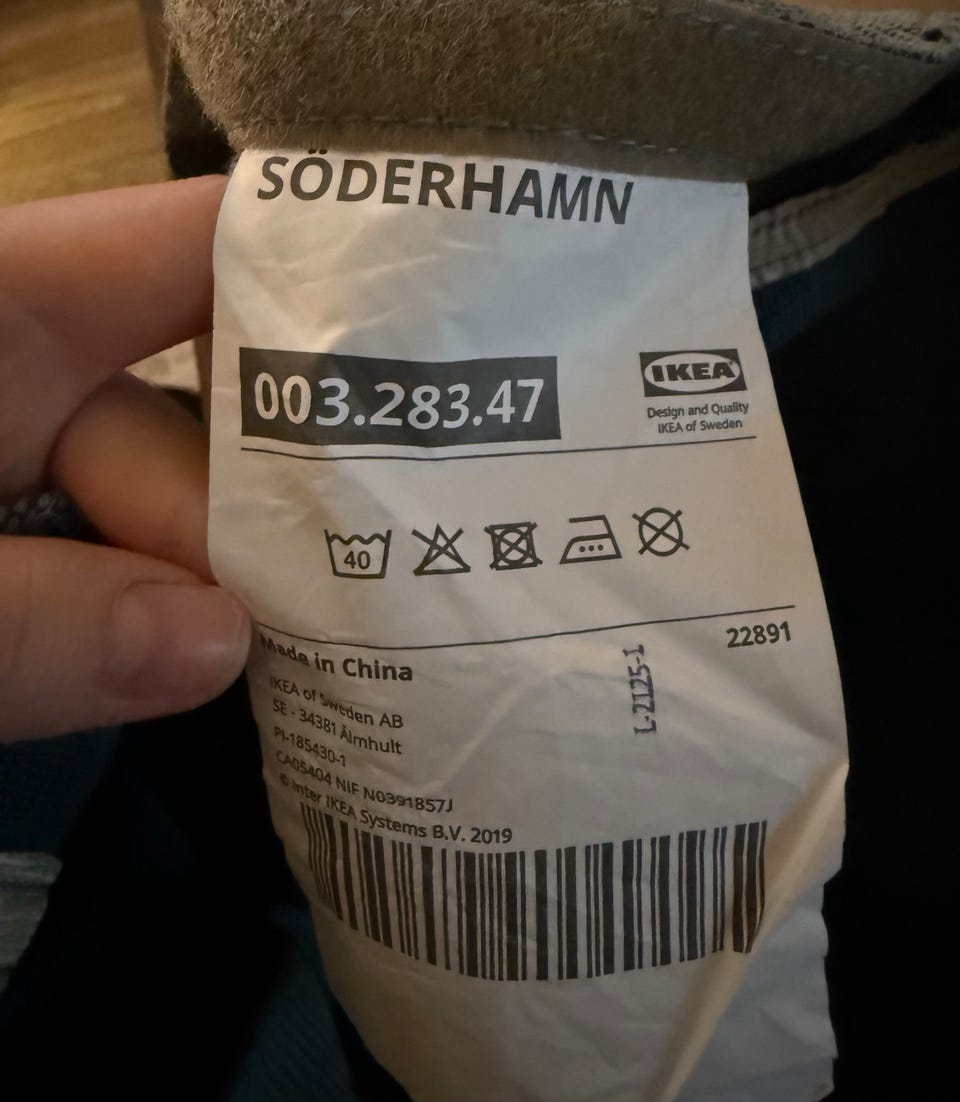 SÖDERHAMN
003.283.47
IKEA
Design and Quality
IKEA of Sweden
40
22891
Made in China
L-2125-1
IKEA of Sweden AB
SE - 34381 Älmhult
PI-185430-1
CA05404 NIF N0391857J
© Inter IKEA Systems B.V. 2019